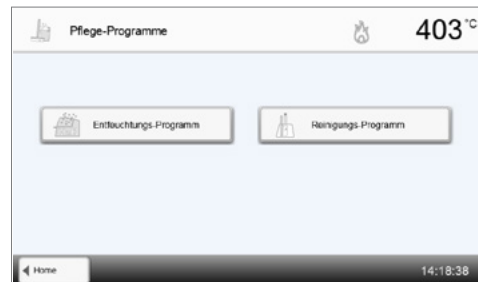 Pflege-Programme
403 °C
Entfeuchtungs-Programm
Reinigungs-Programm
Home
14:18:38